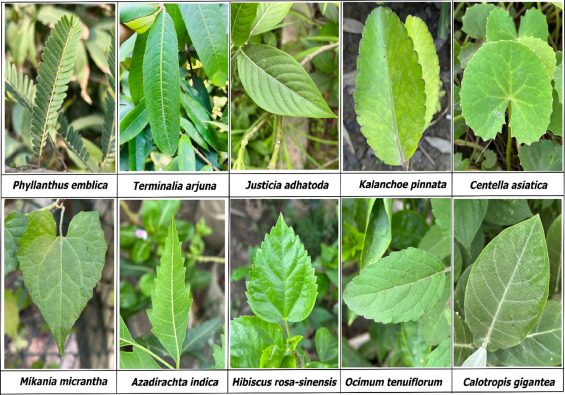 Phyllanthus emblica
Terminalia arjuna
Justicia adhatoda
Kalanchoe pinnata
Centella asiatica
Mikania micrantha
Azadirachta indica
Hibiscus rosa-sinensis
Ocimum tenuiflorum
Calotropis gigantea